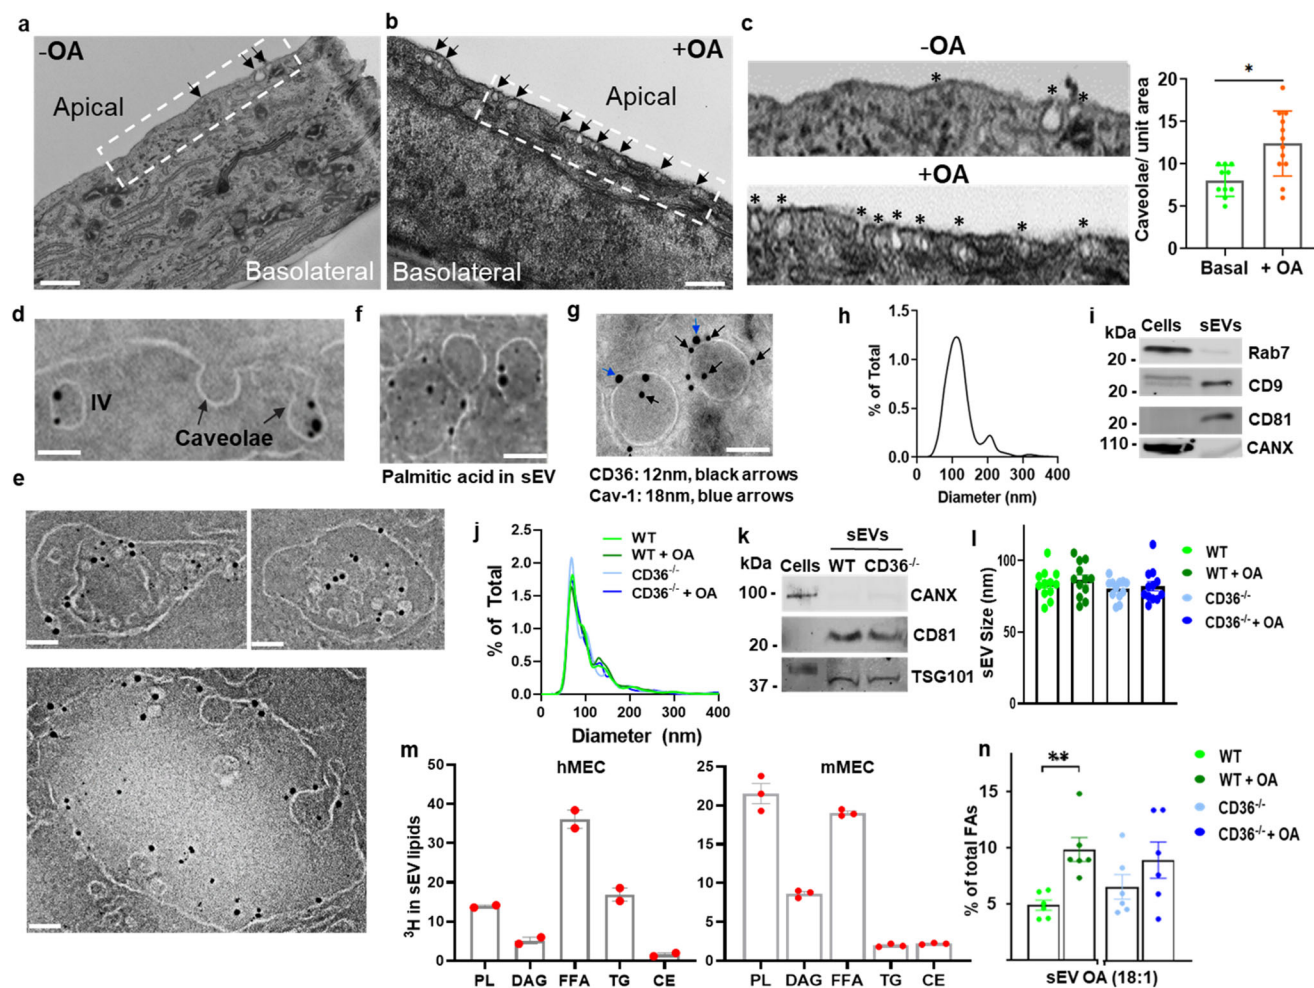 a
-OA
Apical
Basolateral
b
+OA
Apical
Basolateral
c
-OA
* * *
+OA
* * * * * * * * *
Caveolae/ unit area
20
15
10
5
0
*
Basal + OA
d
IV
Caveolae
f
Palmitic acid in sEV
g
CD36: 12nm, black arrows
Cav-1: 18nm, blue arrows
h
% of Total
1.5
1.0
0.5
0.0
0 100 200 300 400
Diameter (nm)
i
kDa Cells sEVs
20 - Rab7
20 - CD9
20 - CD81
110 - CANX
e
j
% of Total
2.5
2.0
1.5
1.0
0.5
0.0
WT
WT + OA
CD36-/-
CD36-/- + OA
0 100 200 300 400
Diameter (nm)
k
sEVs
kDa Cells WT CD36-/-
100 - CANX
20 - CD81
37 - TSG101
l
sEV Size (nm)
100
50
0
WT
WT + OA
CD36-/-
CD36-/- + OA
m
³H in sEV lipids
hMEC
50
40
30
20
10
0
PL DAG FFA TG CE
mMEC
25
20
15
10
5
0
PL DAG FFA TG CE
n
% of total FAs
15
10
5
**
WT
WT + OA
CD36-/-
CD36-/- + OA
sEV OA (18:1)